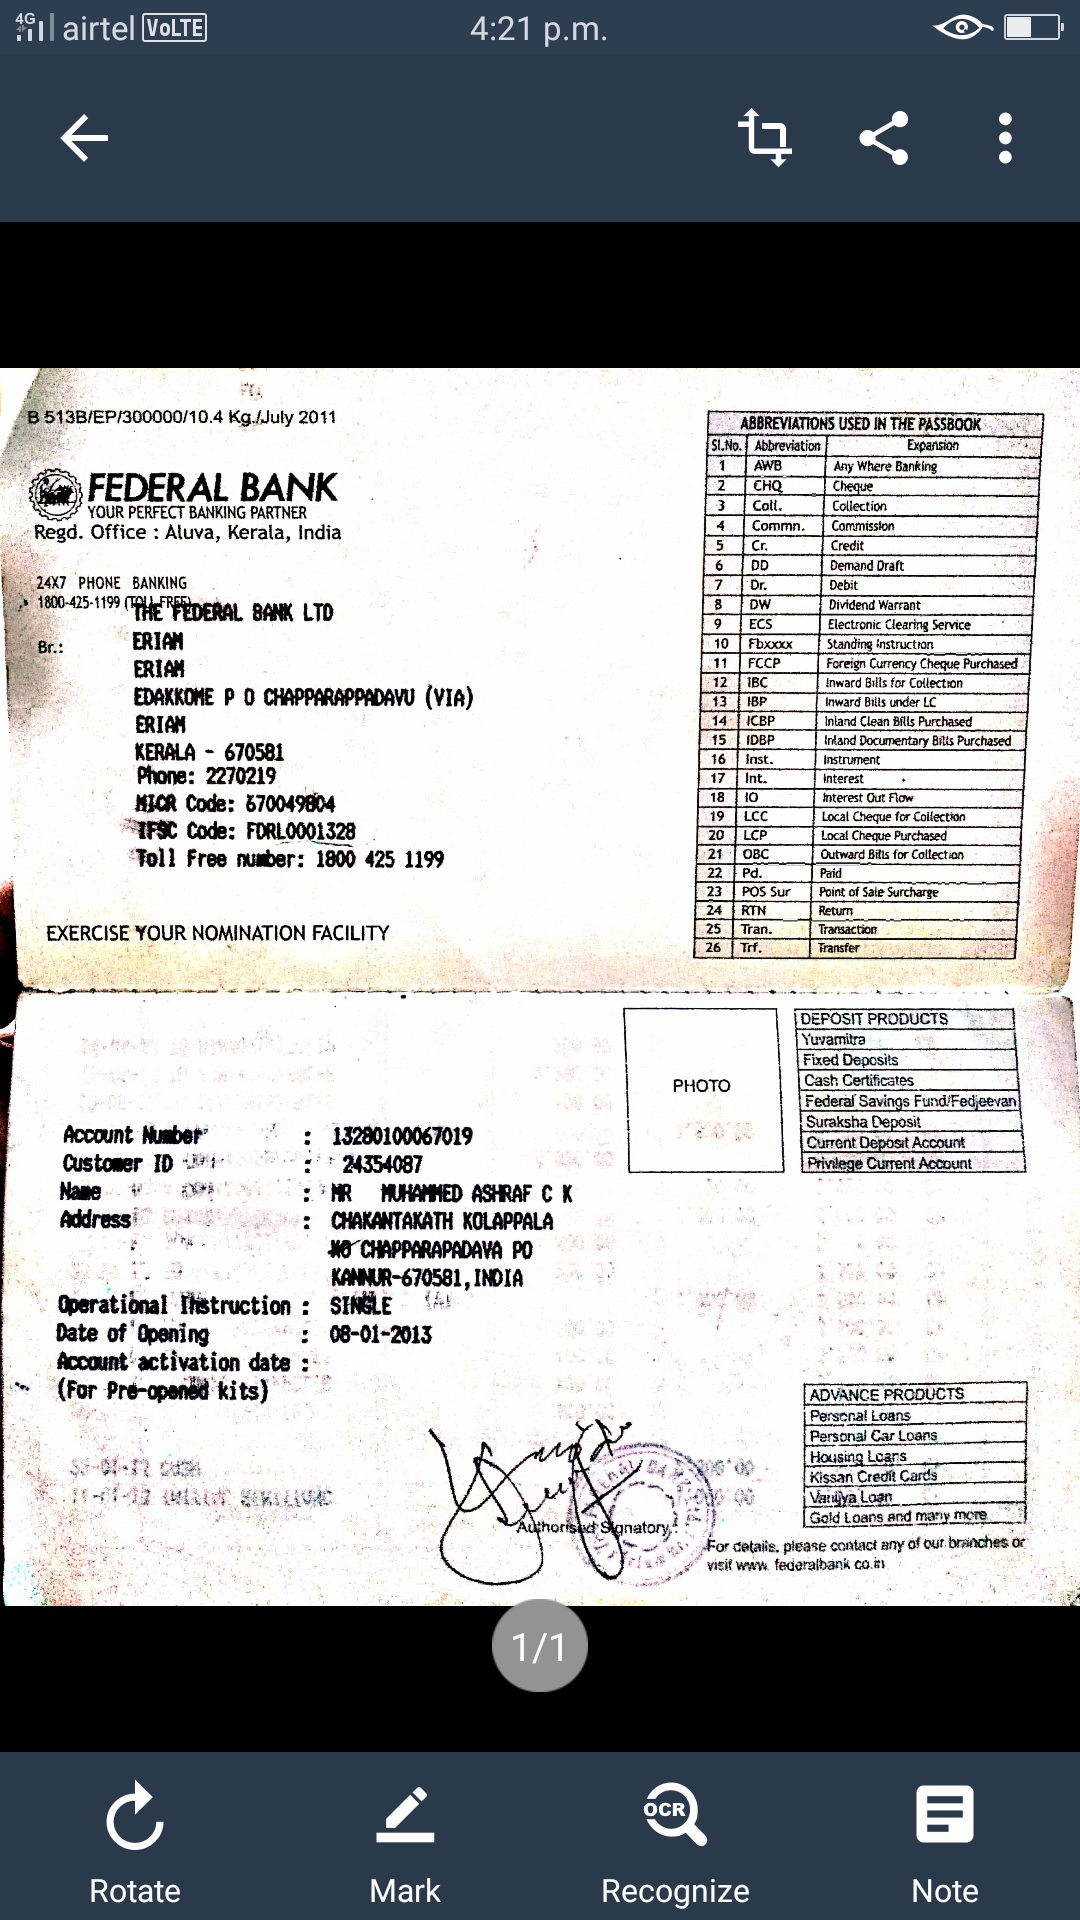 4G airtel VoLTE 4:21 p.m.
B 513B/EP/300000/10.4 Kg./July 2011
FEDERAL BANK
YOUR PERFECT BANKING PARTNER
Regd. Office : Aluva, Kerala, India
24X7 PHONE BANKING
1800-425-1199 (TOLL FREE)
THE FEDERAL BANK LTD
Br.: ERIAM
ERIAM
EDAKKOME P O CHAPPARAPPADAVU (VIA)
ERIAM
KERALA - 670581
Phone: 2270219
MICR Code: 670049804
IFSC Code: FDRL0001328
Toll Free number: 1800 425 1199
EXERCISE YOUR NOMINATION FACILITY
ABBREVIATIONS USED IN THE PASSBOOK
Sl.No. Abbreviation Expansion
1 AWB Any Where Banking
2 CHQ Cheque
3 Coll. Collection
4 Commn. Commission
5 Cr. Credit
6 DD Demand Draft
7 Dr. Debit
8 DW Dividend Warrant
9 ECS Electronic Clearing Service
10 Fbxxxx Standing Instruction
11 FCCP Foreign Currency Cheque Purchased
12 IBC Inward Bills for Collection
13 IBP Inward Bills under LC
14 ICBP Inland Clean Bills Purchased
15 IDBP Inland Documentary Bills Purchased
16 Inst. Instrument
17 Int. Interest
18 IO Interest Out Flow
19 LCC Local Cheque for Collection
20 LCP Local Cheque Purchased
21 OBC Outward Bills for Collection
22 Pd. Paid
23 POS Sur Point of Sale Surcharge
24 RTN Return
25 Tran. Transaction
26 Trf. Transfer
PHOTO
DEPOSIT PRODUCTS
Yuvamitra
Fixed Deposits
Cash Certificates
Federal Savings Fund/Fedjeevan
Suraksha Deposit
Current Deposit Account
Privilege Current Account
Account Number : 13280100067019
Customer ID : 24354087
Name : MR MUHAMMED ASHRAF C K
Address : CHAKANTAKATH KOLAPPALA
NO CHAPPARAPADAVA PO
KANNUR-670581, INDIA
Operational Instruction : SINGLE
Date of Opening : 08-01-2013
Account activation date :
(For Pre-opened kits)
ADVANCE PRODUCTS
Personal Loans
Personal Car Loans
Housing Loans
Kissan Credit Cards
Vanijya Loan
Gold Loans and many more
Authorised Signatory
For details, please contact any of our branches or
visit www. federalbank co.in
1/1
Rotate Mark OCR Recognize Note